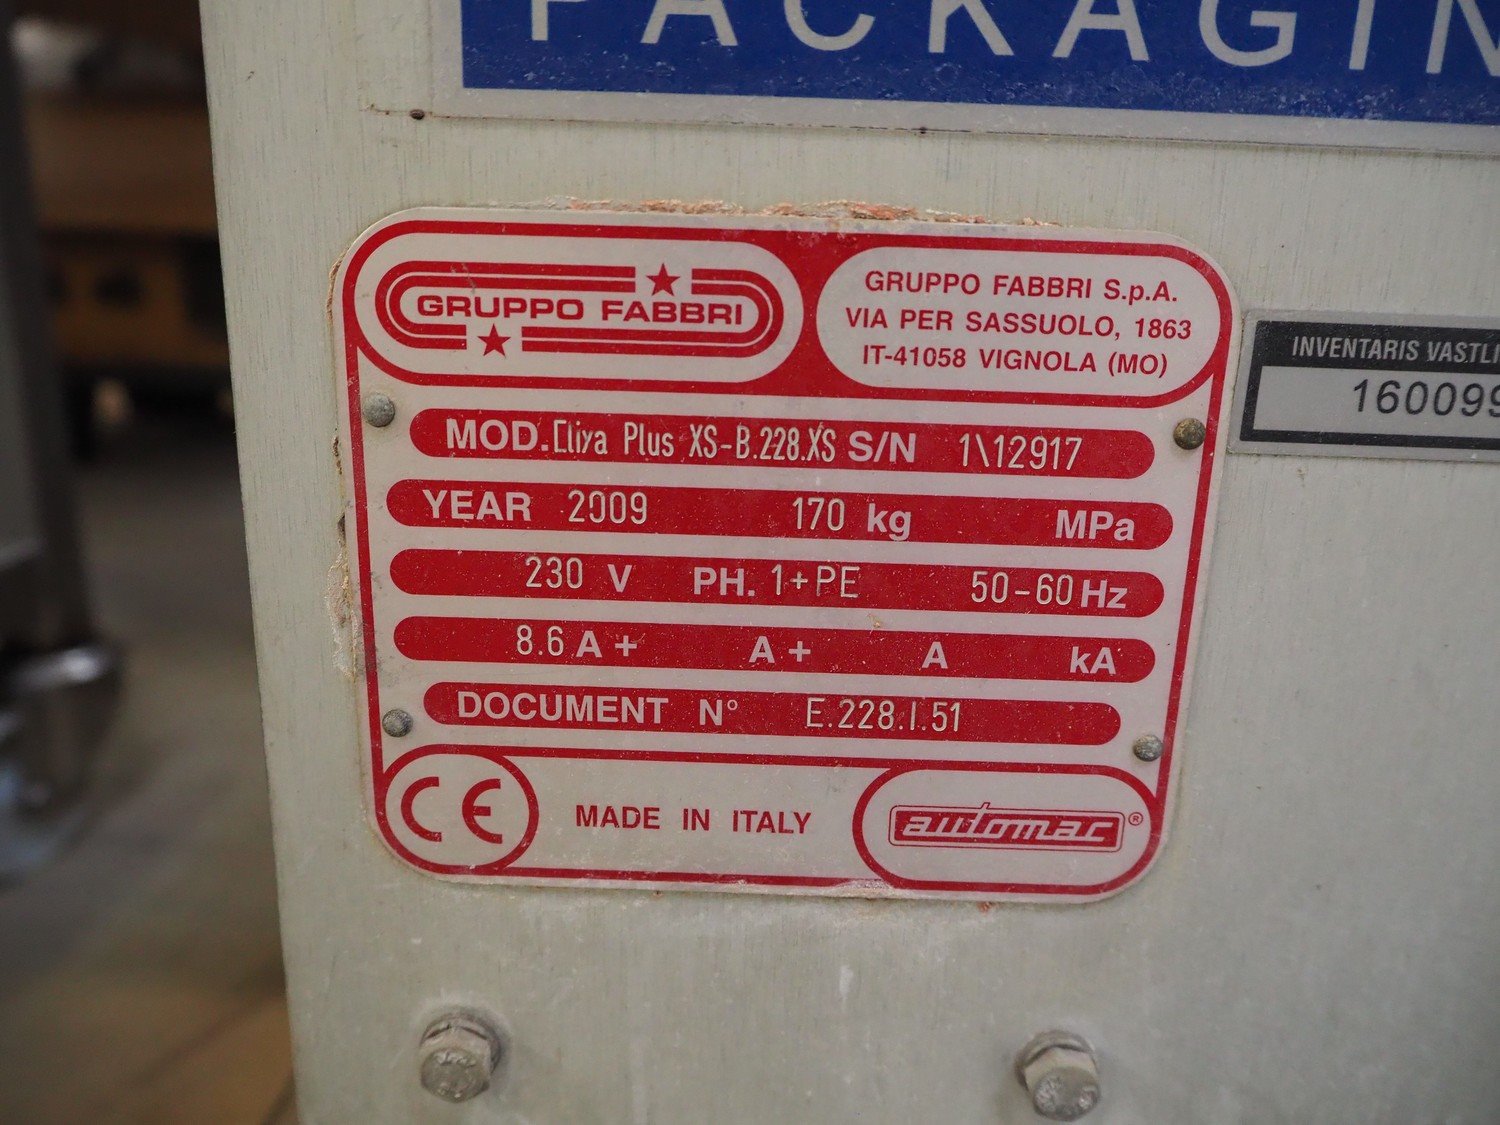 PACKAGIN
GRUPPO FABBRI
GRUPPO FABBRI S.p.A.
VIA PER SASSUOLO, 1863
IT-41058 VIGNOLA (MO)
INVENTARIS VASTLI
160099
MOD. Eliya Plus XS-B.228.XS S/N 1\12917
YEAR 2009 170 kg MPa
230 V PH. 1+PE 50-60 Hz
8.6 A + A + A kA
DOCUMENT N° E.228.I.51
CE MADE IN ITALY automac ®